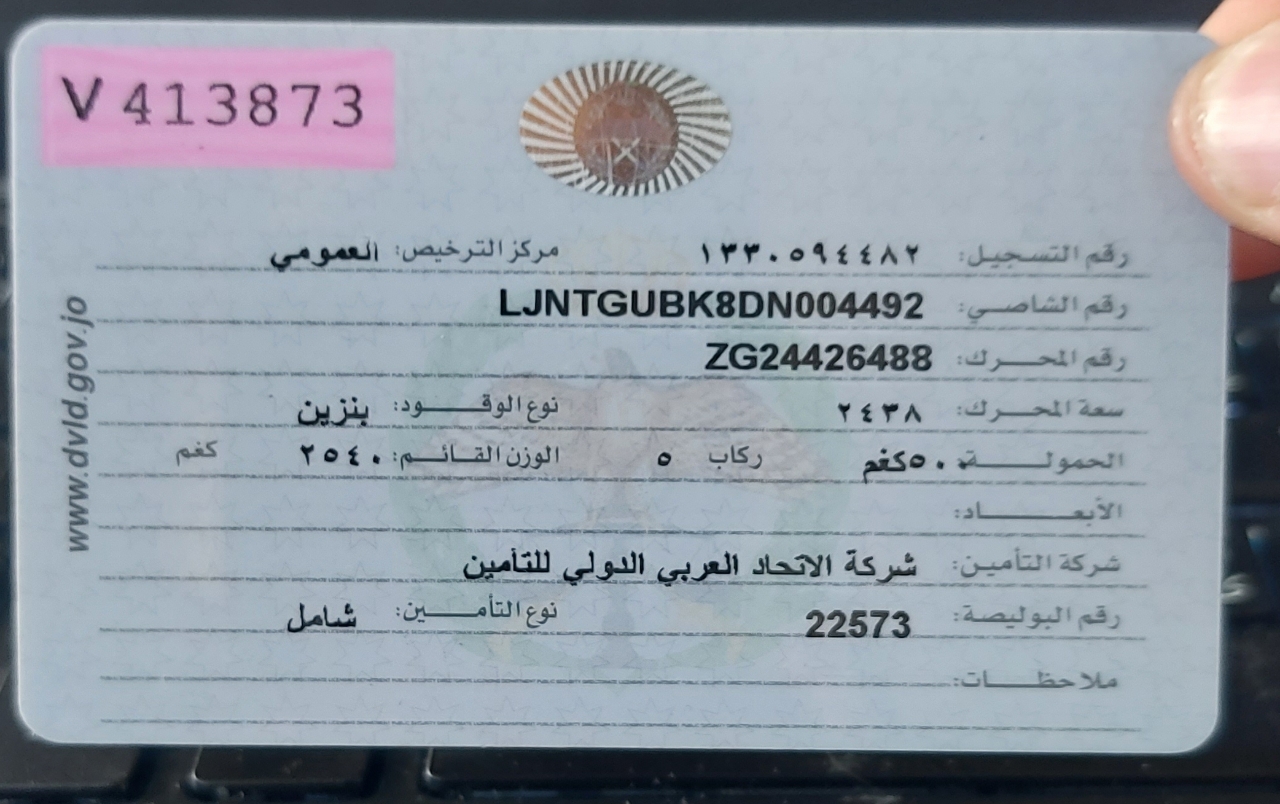 V 413873
رقم التسجيل: ١٣٣٠٥٩٤٤٨٢ مركز الترخيص: العمومي
رقم الشاصي: LJNTGUBK8DN004492
رقم المحرك: ZG24426488
سعة المحرك: ٢٤٣٨ نوع الوقود: بنزين
الحمولة: ٥٠٠كغم ركاب ٥ الوزن القائم: ٢٥٤٠ كغم
الأبعاد:
شركة التأمين: شركة الاتحاد العربي الدولي للتأمين
رقم البوليصة: 22573 نوع التأمين: شامل
ملاحظات:
www.dvld.gov.jo